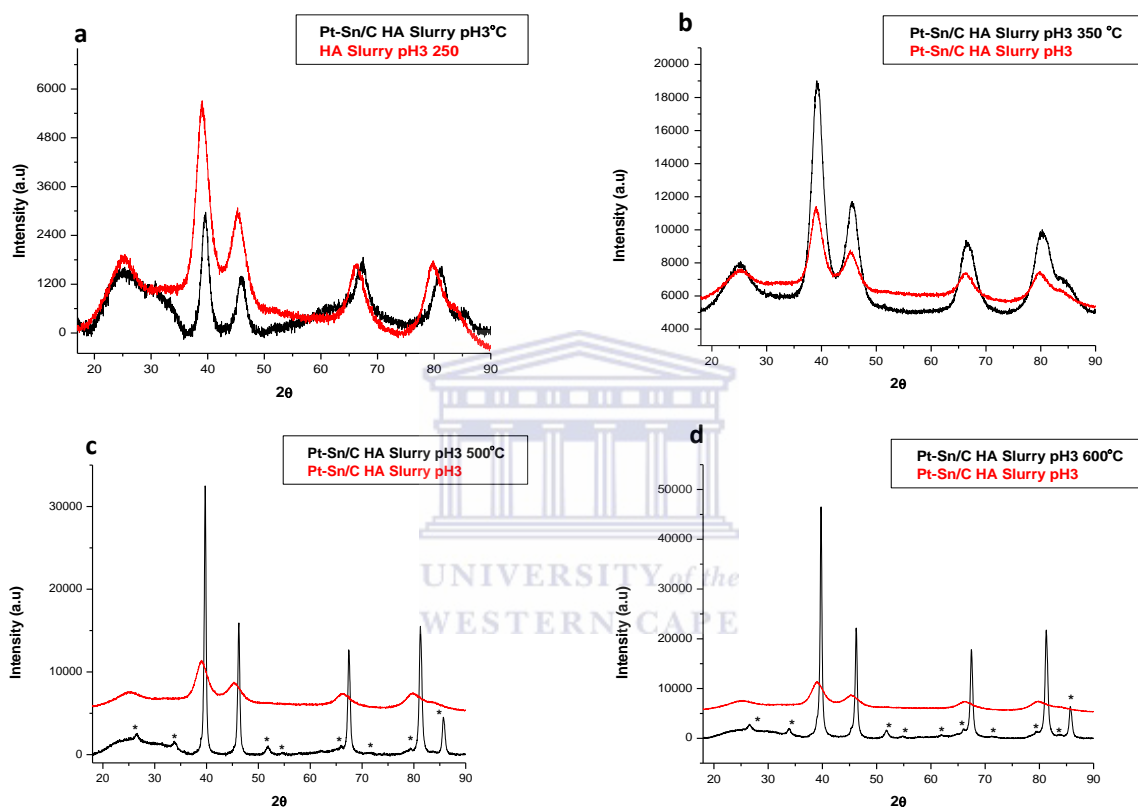 a
Pt-Sn/C HA Slurry pH3°C
HA Slurry pH3 250
6000
4800
3600
2400
1200
0
Intensity (a.u)
20 30 40 50 60 70 80 90
2θ
b
Pt-Sn/C HA Slurry pH3 350 °C
Pt-Sn/C HA Slurry pH3
20000
18000
16000
14000
12000
10000
8000
6000
4000
Intensity (a.u)
20 30 40 50 60 70 80 90
2θ
c
Pt-Sn/C HA Slurry pH3 500°C
Pt-Sn/C HA Slurry pH3
30000
20000
10000
0
Intensity (a.u)
* * * * * * * *
20 30 40 50 60 70 80 90
2θ
d
Pt-Sn/C HA Slurry pH3 600°C
Pt-Sn/C HA Slurry pH3
50000
40000
30000
20000
10000
0
Intensity (a.u)
* * * * * * * * * *
20 30 40 50 60 70 80 90
2θ
UNIVERSITY of the
WESTERN CAPE